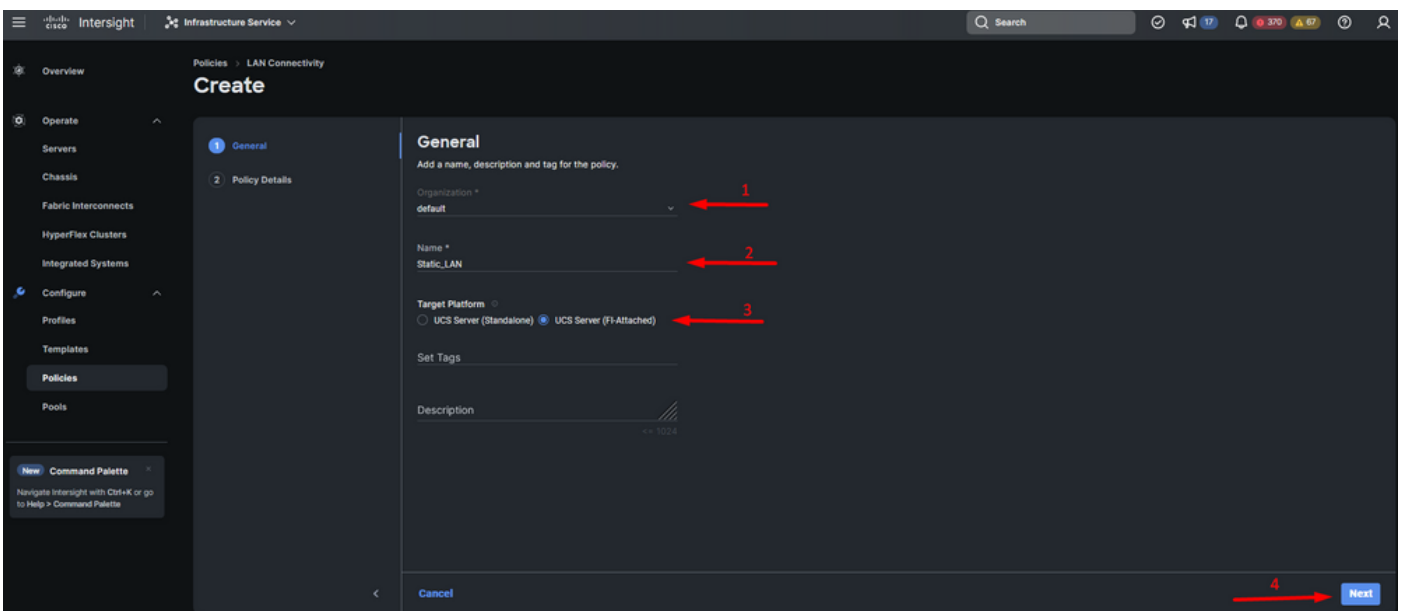 cisco Intersight Infrastructure Service Search 17 370 67
Overview
Operate
Servers
Chassis
Fabric Interconnects
HyperFlex Clusters
Integrated Systems
Configure
Profiles
Templates
Policies
Pools
New Command Palette
Navigate Intersight with Ctrl+K or go
to Help > Command Palette
Policies > LAN Connectivity
Create
1 General
2 Policy Details
General
Add a name, description and tag for the policy.
Organization *
default
1
Name *
Static_LAN
2
Target Platform
UCS Server (Standalone) UCS Server (FI-Attached)
3
Set Tags
Description
<= 1024
Cancel
4
Next